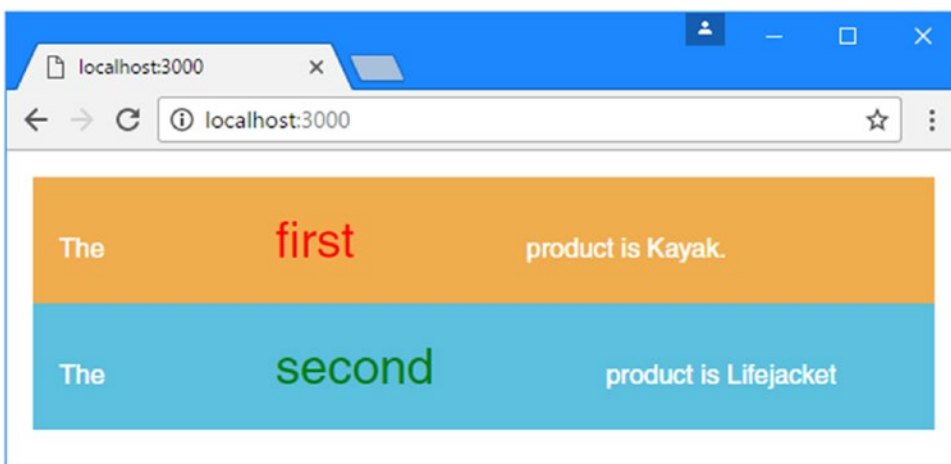 localhost:3000
localhost:3000
The first product is Kayak.
The second product is Lifejacket